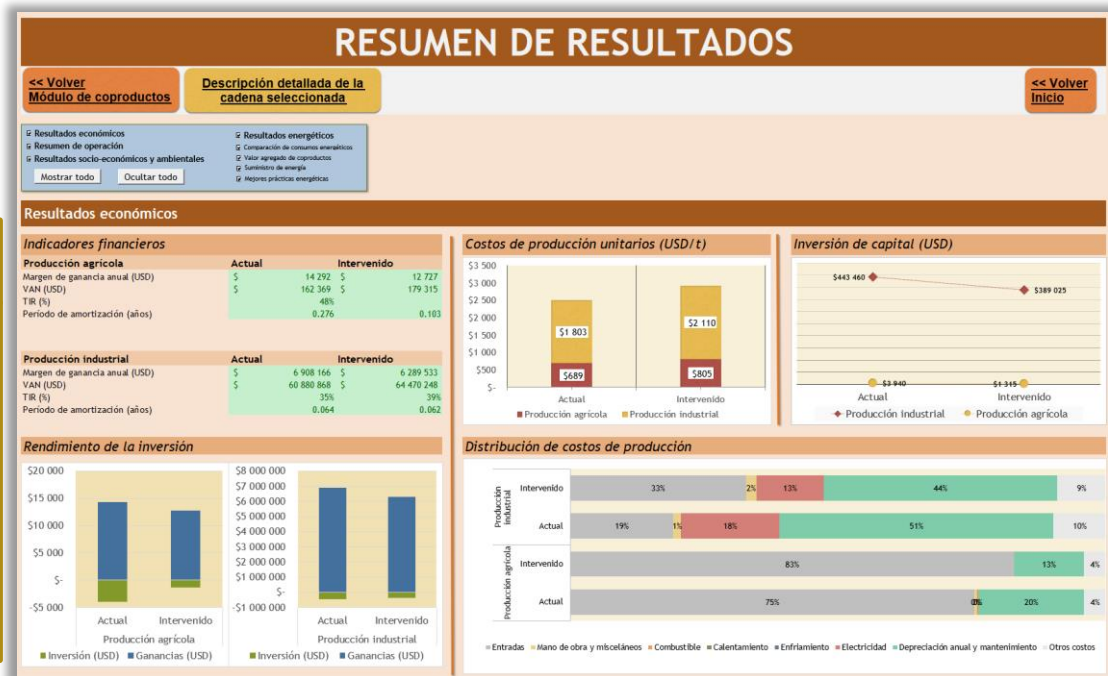 RESUMEN DE RESULTADOS
<< Volver
Módulo de coproductos
Descripción detallada de la
cadena seleccionada
<< Volver
Inicio
Resultados económicos
Resumen de operación
Resultados socio-económicos y ambientales
Mostrar todo Ocultar todo
Resultados energéticos
Comparación de consumos energéticos
Valor agregado de coproductos
Suministro de energía
Mejores prácticas energéticas
Resultados económicos
Indicadores financieros
Producción agrícola Actual Intervenido
Margen de ganancia anual (USD) $ 14 292 $ 12 727
VAN (USD) $ 162 369 $ 179 315
TIR (%) 48%
Período de amortización (años) 0.276 0.103
Producción industrial Actual Intervenido
Margen de ganancia anual (USD) $ 6 908 166 $ 6 289 533
VAN (USD) $ 60 880 868 $ 64 470 248
TIR (%) 35% 39%
Período de amortización (años) 0.064 0.062
Costos de producción unitarios (USD/t)
$3 500
$3 000
$2 500
$2 000
$1 500
$1 000
$500
$-
$1 803
$689
$2 110
$805
Actual Intervenido
Producción agrícola Producción industrial
Inversión de capital (USD)
$443 460
$389 025
$3 940
$1 315
Actual Intervenido
Producción industrial Producción agrícola
Rendimiento de la inversión
$20 000
$15 000
$10 000
$5 000
$-
-$5 000
Actual Intervenido
Producción agrícola
Inversión (USD) Ganancias (USD)
$8 000 000
$7 000 000
$6 000 000
$5 000 000
$4 000 000
$3 000 000
$2 000 000
$1 000 000
$-
-$1 000 000
Actual Intervenido
Producción industrial
Inversión (USD) Ganancias (USD)
Distribución de costos de producción
Producción
industrial
Intervenido 33% 2% 13% 44% 9%
Actual 19% 1% 18% 51% 10%
Producción agrícola
Intervenido 83% 13% 4%
Actual 75% 20% 4%
Entradas Mano de obra y misceláneos Combustible Calentamiento Enfriamiento Electricidad Depreciación anual y mantenimiento Otros costos